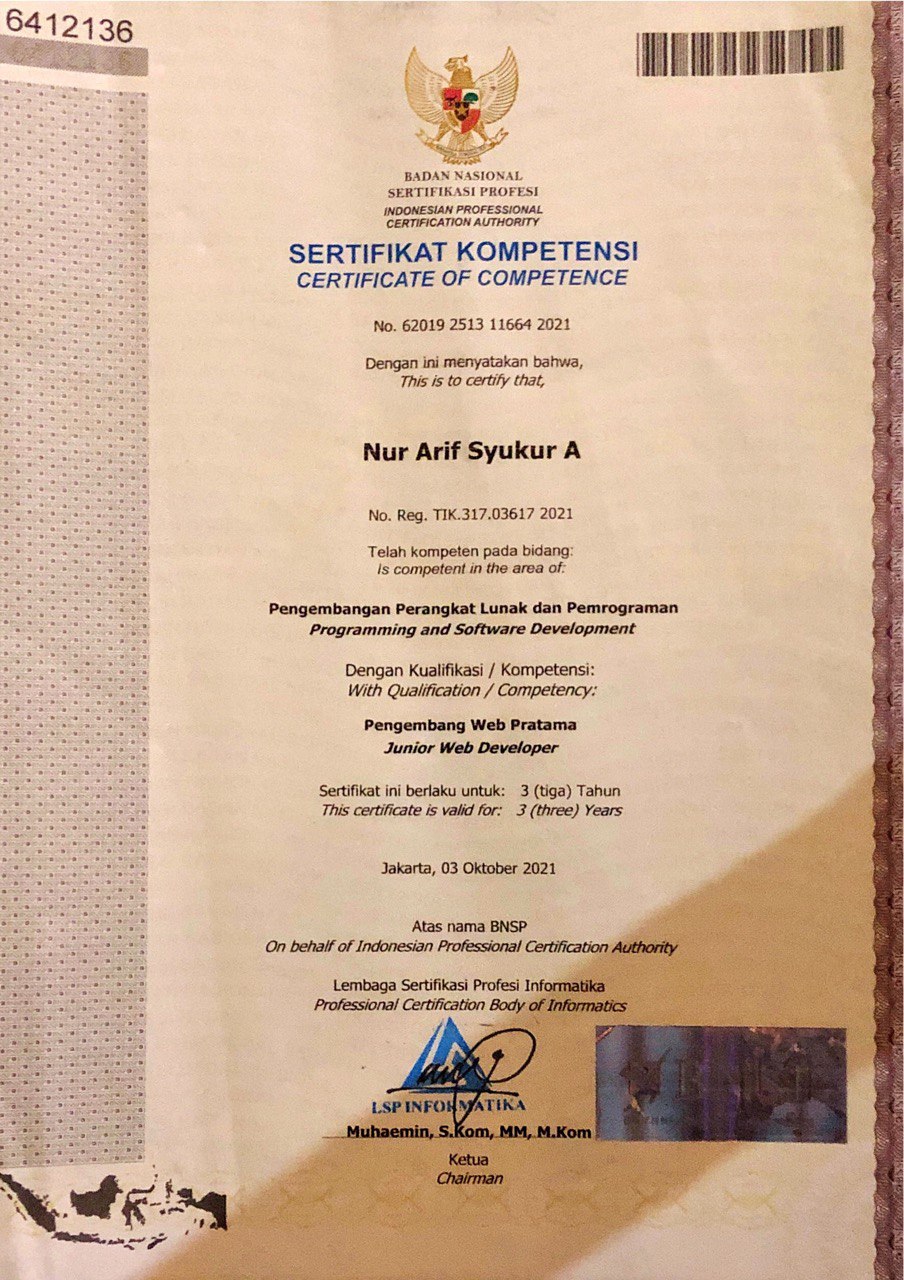 6412136
BADAN NASIONAL
SERTIFIKASI PROFESI
INDONESIAN PROFESSIONAL
CERTIFICATION AUTHORITY
SERTIFIKAT KOMPETENSI
CERTIFICATE OF COMPETENCE
No. 62019 2513 11664 2021
Dengan ini menyatakan bahwa,
This is to certify that,
Nur Arif Syukur A
No. Reg. TIK.317.03617 2021
Telah kompeten pada bidang:
Is competent in the area of:
Pengembangan Perangkat Lunak dan Pemrograman
Programming and Software Development
Dengan Kualifikasi / Kompetensi:
With Qualification / Competency:
Pengembang Web Pratama
Junior Web Developer
Sertifikat ini berlaku untuk: 3 (tiga) Tahun
This certificate is valid for: 3 (three) Years
Jakarta, 03 Oktober 2021
Atas nama BNSP
On behalf of Indonesian Professional Certification Authority
Lembaga Sertifikasi Profesi Informatika
Professional Certification Body of Informatics
LSP INFORMATIKA
Muhaemin, S.Kom, MM, M.Kom
Ketua
Chairman